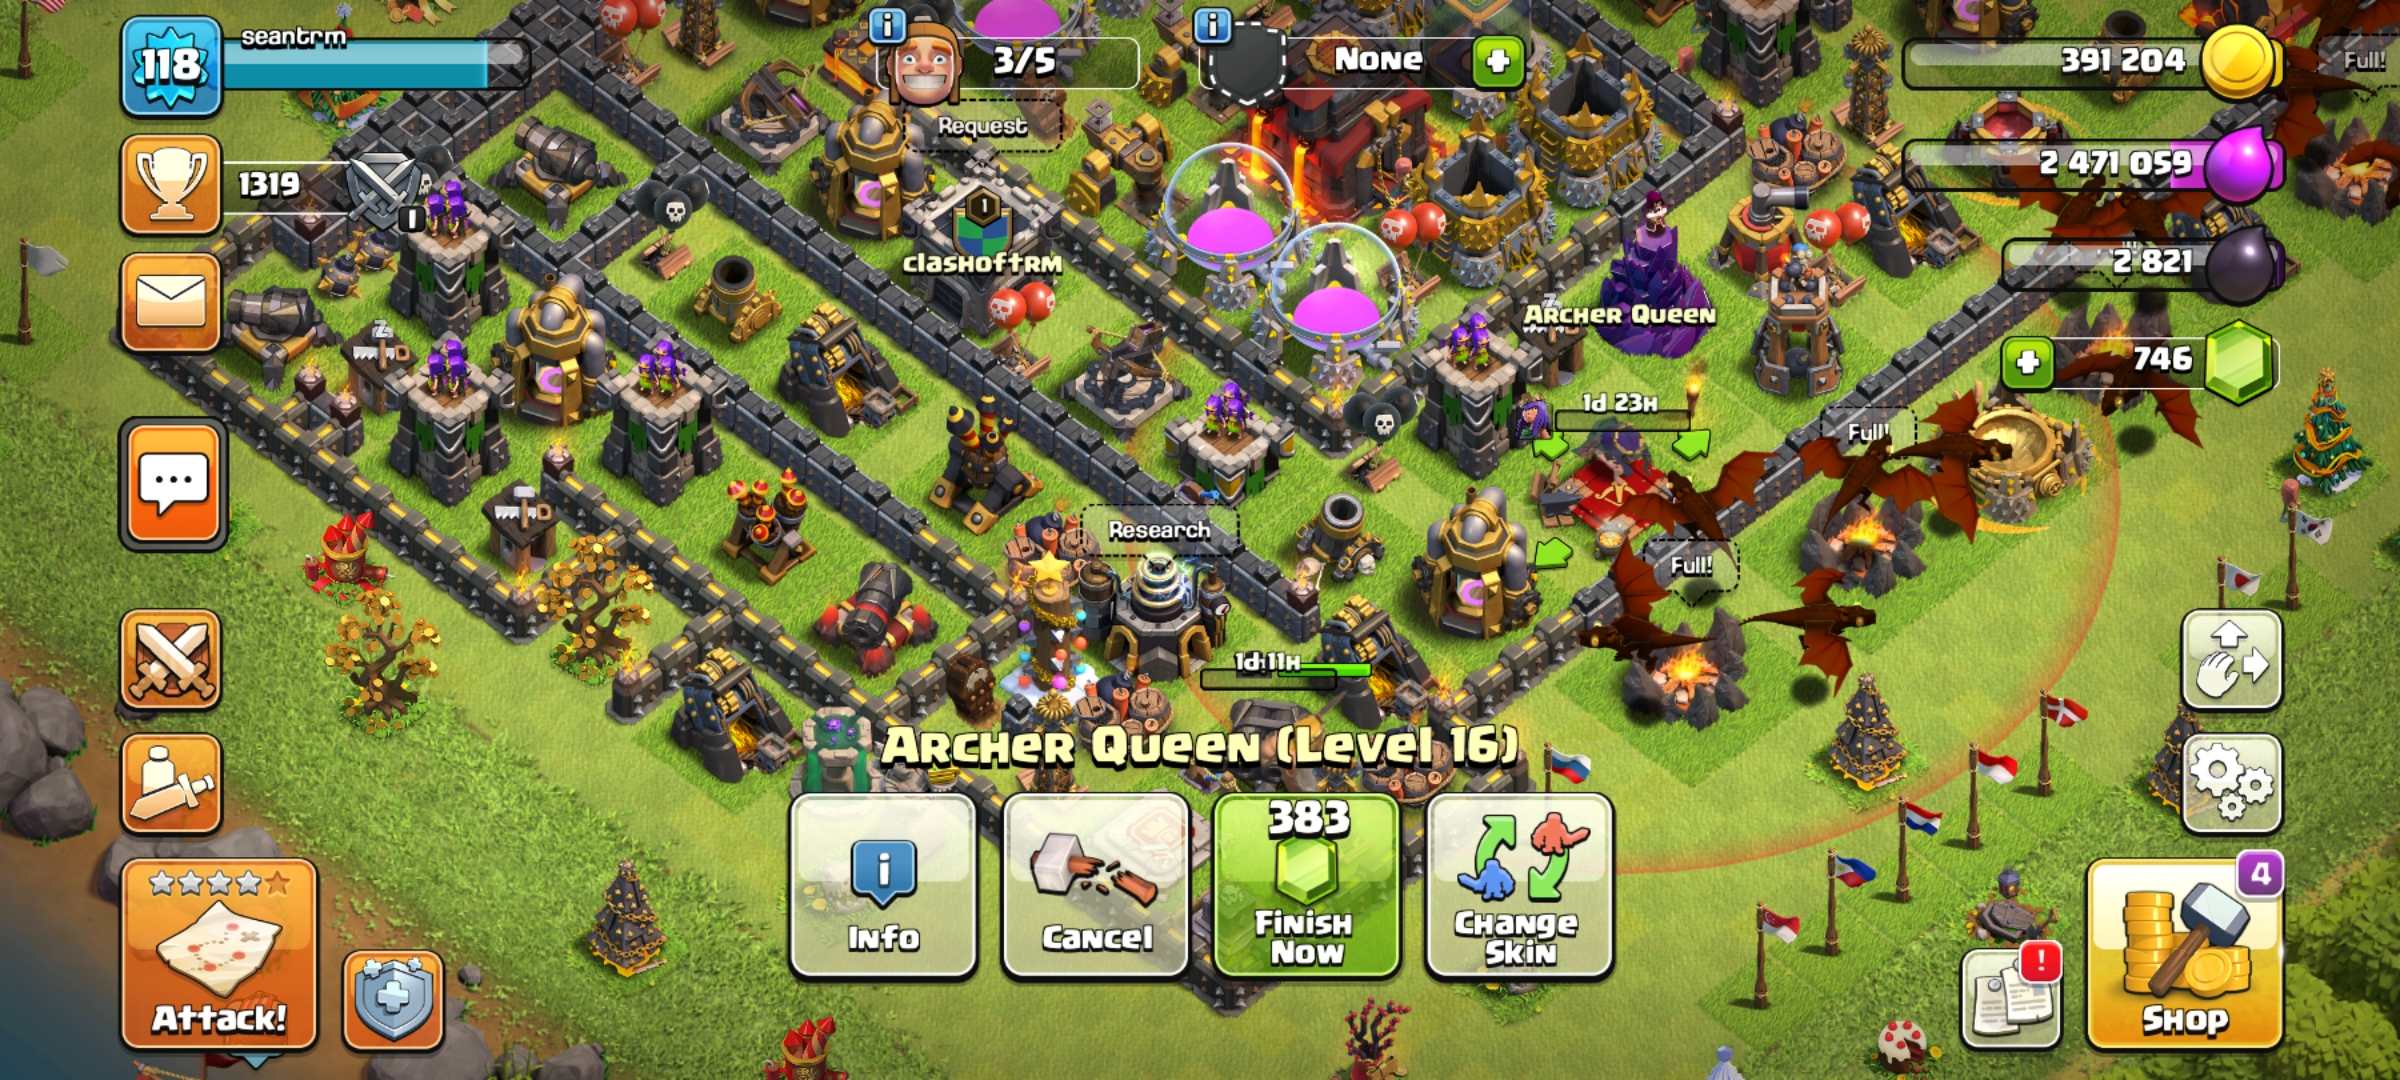 118
seantrm
3/5
None
391 204
Full!
Request
1319
I
2 471 059
1
clashoftRM
2 821
Archer Queen
746
1d 23H
Full!
Research
Full!
1d 11H
Archer Queen (Level 16)
Info
Cancel
383
Finish
Now
Change
Skin
4
Attack!
!
Shop